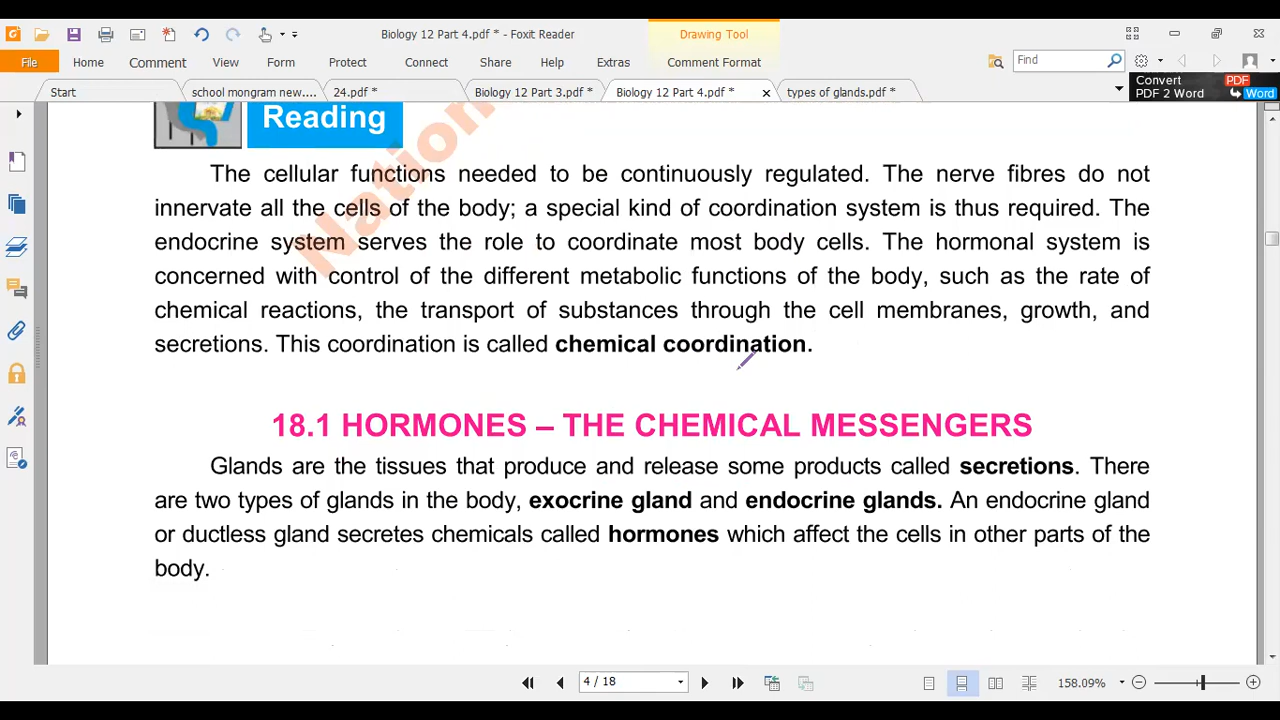 Biology 12 Part 4.pdf * - Foxit Reader
Drawing Tool
File Home Comment View Form Protect Connect Share Help Extras Comment Format
Find
Start
school mongram new....
24.pdf *
Biology 12 Part 3.pdf *
Biology 12 Part 4.pdf *
types of glands.pdf *
Convert PDF
PDF 2 Word Word
Reading
Nation
The cellular functions needed to be continuously regulated. The nerve fibres do not
innervate all the cells of the body; a special kind of coordination system is thus required. The
endocrine system serves the role to coordinate most body cells. The hormonal system is
concerned with control of the different metabolic functions of the body, such as the rate of
chemical reactions, the transport of substances through the cell membranes, growth, and
secretions. This coordination is called chemical coordination.
18.1 HORMONES – THE CHEMICAL MESSENGERS
Glands are the tissues that produce and release some products called secretions. There
are two types of glands in the body, exocrine gland and endocrine glands. An endocrine gland
or ductless gland secretes chemicals called hormones which affect the cells in other parts of the
body.
4 / 18
158.09%